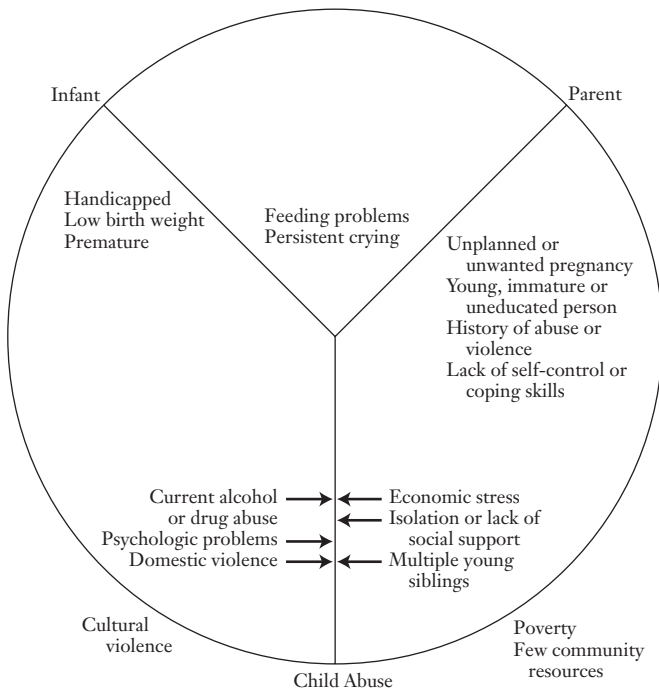 Infant
Parent
Handicapped
Low birth weight
Premature
Feeding problems
Persistent crying
Unplanned or
unwanted pregnancy
Young, immature or
uneducated person
History of abuse or
violence
Lack of self-control or
coping skills
Current alcohol
or drug abuse
Psychologic problems
Domestic violence
Economic stress
Isolation or lack of
social support
Multiple young
siblings
Cultural
violence
Poverty
Few community
resources
Child Abuse